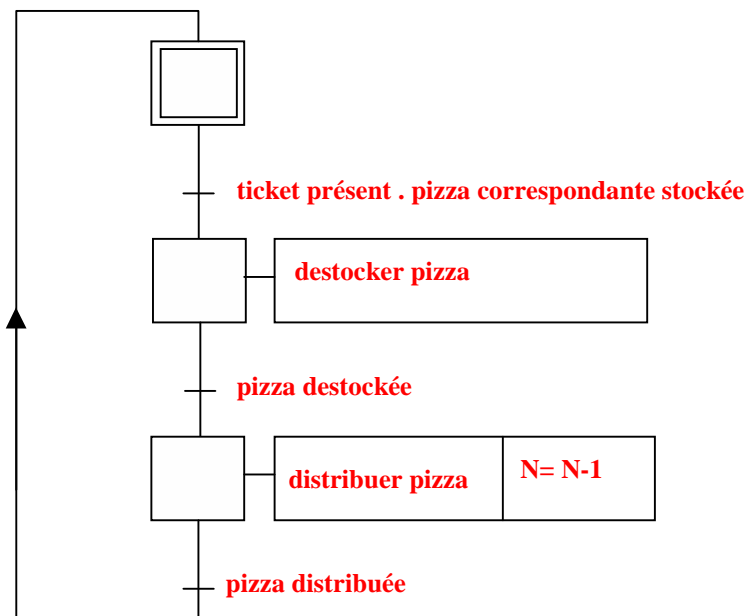 ticket présent . pizza correspondante stockée
destocker pizza
pizza destockée
distribuer pizza
N= N-1
pizza distribuée